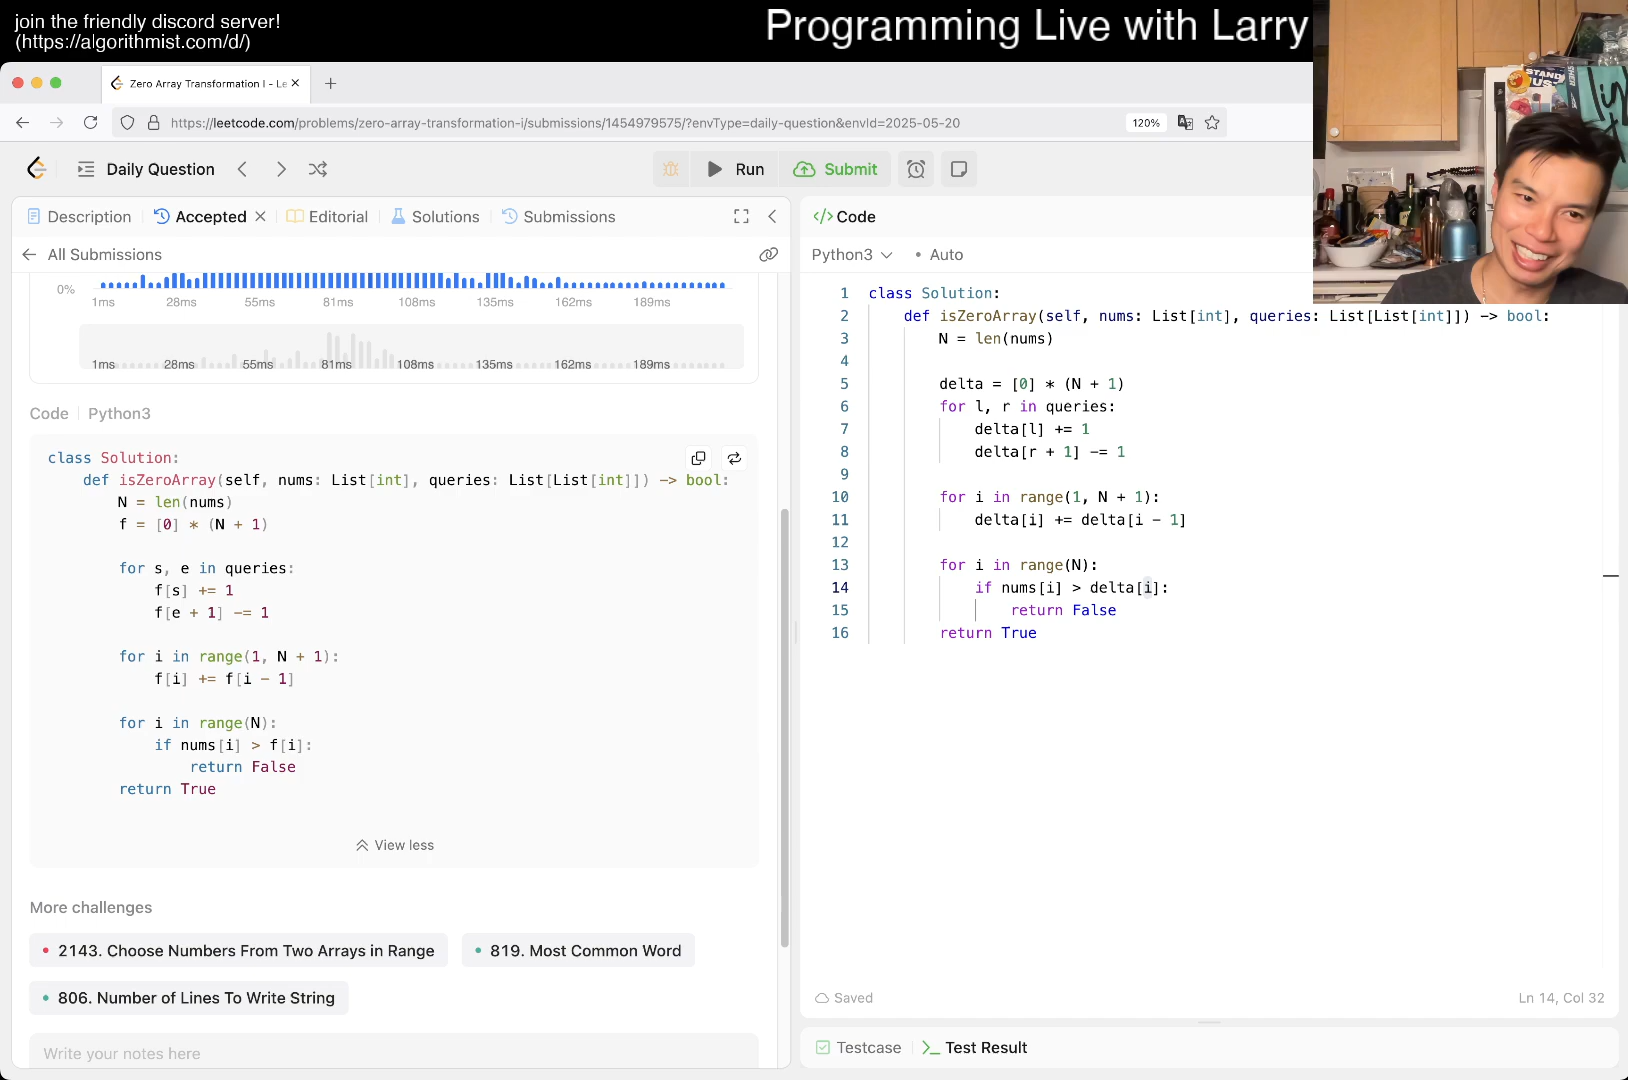 join the friendly discord server!
(https://algorithmist.com/d/)
Programming Live with Larry
Zero Array Transformation I - Le
https://leetcode.com/problems/zero-array-transformation-i/submissions/1454979575/?envType=daily-question&envId=2025-05-20
120%
Daily Question
Run
Submit
Description
Accepted
Editorial
Solutions
Submissions
All Submissions
0%
1ms 28ms 55ms 81ms 108ms 135ms 162ms 189ms
1ms 28ms 55ms 81ms 108ms 135ms 162ms 189ms
Code | Python3
class Solution:
def isZeroArray(self, nums: List[int], queries: List[List[int]]) -> bool:
N = len(nums)
f = [0] * (N + 1)
for s, e in queries:
f[s] += 1
f[e + 1] -= 1
for i in range(1, N + 1):
f[i] += f[i - 1]
for i in range(N):
if nums[i] > f[i]:
return False
return True
View less
More challenges
2143. Choose Numbers From Two Arrays in Range
819. Most Common Word
806. Number of Lines To Write String
Write your notes here
</> Code
Python3
• Auto
1 class Solution:
2 def isZeroArray(self, nums: List[int], queries: List[List[int]]) -> bool:
3 N = len(nums)
4
5 delta = [0] * (N + 1)
6 for l, r in queries:
7 delta[l] += 1
8 delta[r + 1] -= 1
9
10 for i in range(1, N + 1):
11 delta[i] += delta[i - 1]
12
13 for i in range(N):
14 if nums[i] > delta[i]:
15 return False
16 return True
Saved
Ln 14, Col 32
Testcase
Test Result
STAND